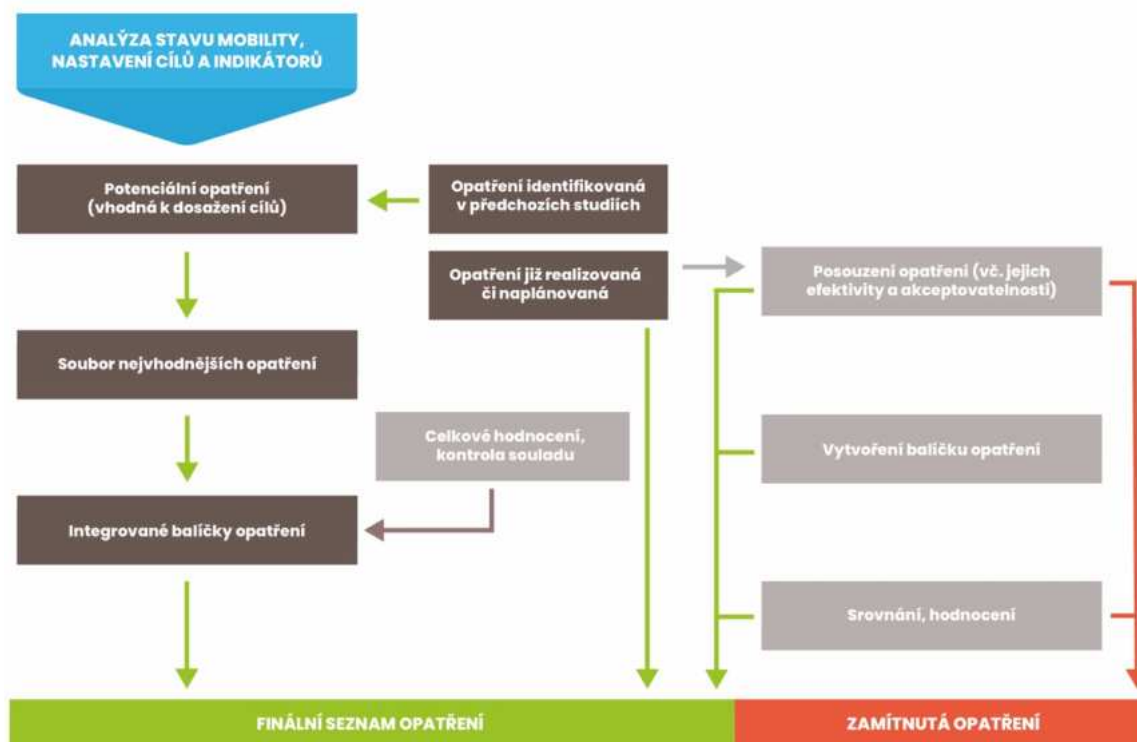 ANALÝZA STAVU MOBILITY,
NASTAVENÍ CÍLŮ A INDIKÁTORŮ
Potenciální opatření
(vhodná k dosažení cílů)
Opatření identifikovaná
v předchozích studiích
Opatření již realizovaná
či naplánovaná
Posouzení opatření (vč. jejich
efektivity a akceptovatelnosti)
Soubor nejvhodnějších opatření
Celkové hodnocení,
kontrola souladu
Vytvoření balíčku opatření
Integrované balíčky opatření
Srovnání, hodnocení
FINÁLNÍ SEZNAM OPATŘENÍ
ZAMÍTNUTÁ OPATŘENÍ